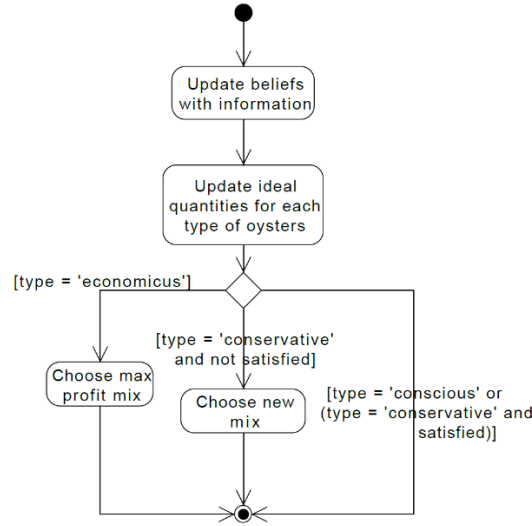 Update beliefs
with information
Update ideal
quantities for each
type of oysters
[type = 'economicus']
[type = 'conservative'
and not satisfied]
Choose max
profit mix
Choose new
mix
[type = 'conscious' or
(type = 'conservative' and
satisfied)]